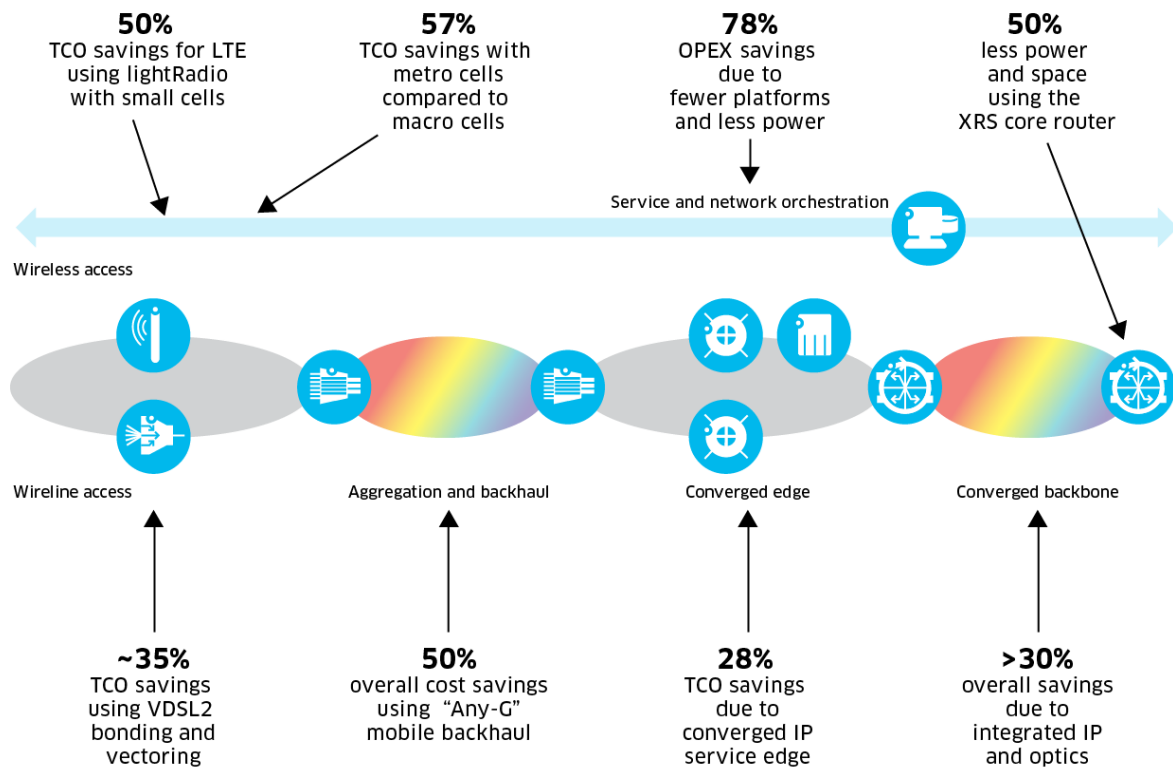 50%
TCO savings for LTE
using lightRadio
with small cells
57%
TCO savings with
metro cells
compared to
macro cells
78%
OPEX savings
due to
fewer platforms
and less power
50%
less power
and space
using the
XRS core router
Service and network orchestration
Wireless access
Wireline access
Aggregation and backhaul
Converged edge
Converged backbone
~35%
TCO savings
using VDSL2
bonding and
vectoring
50%
overall cost savings
using “Any-G”
mobile backhaul
28%
TCO savings
due to
converged IP
service edge
>30%
overall savings
due to
integrated IP
and optics